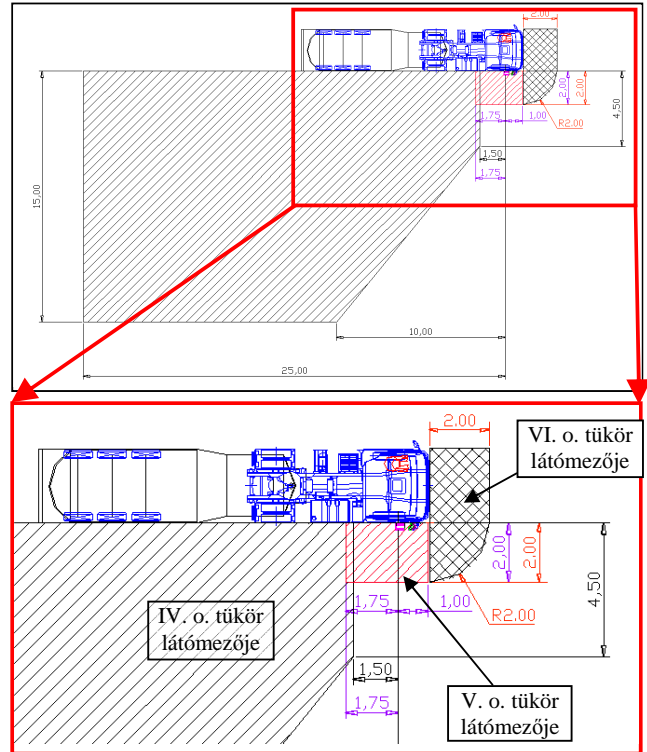 2.00
2,00
2.00
15,00
4,50
R2.00
1,75
1,00
1,50
1,75
10,00
25,00
2.00
VI. o. tükör
látómezője
2,00
2.00
4,50
R2.00
1,75
1,00
IV. o. tükör
látómezője
1,50
1,75
V. o. tükör
látómezője